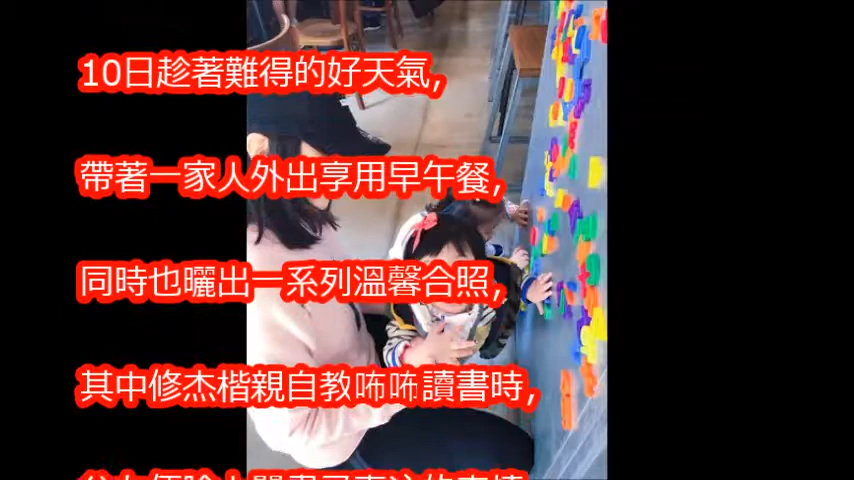 10日趁著難得的好天氣，
帶著一家人外出享用早午餐，
同時也曬出一系列溫馨合照，
其中修杰楷親自教咘咘讀書時，